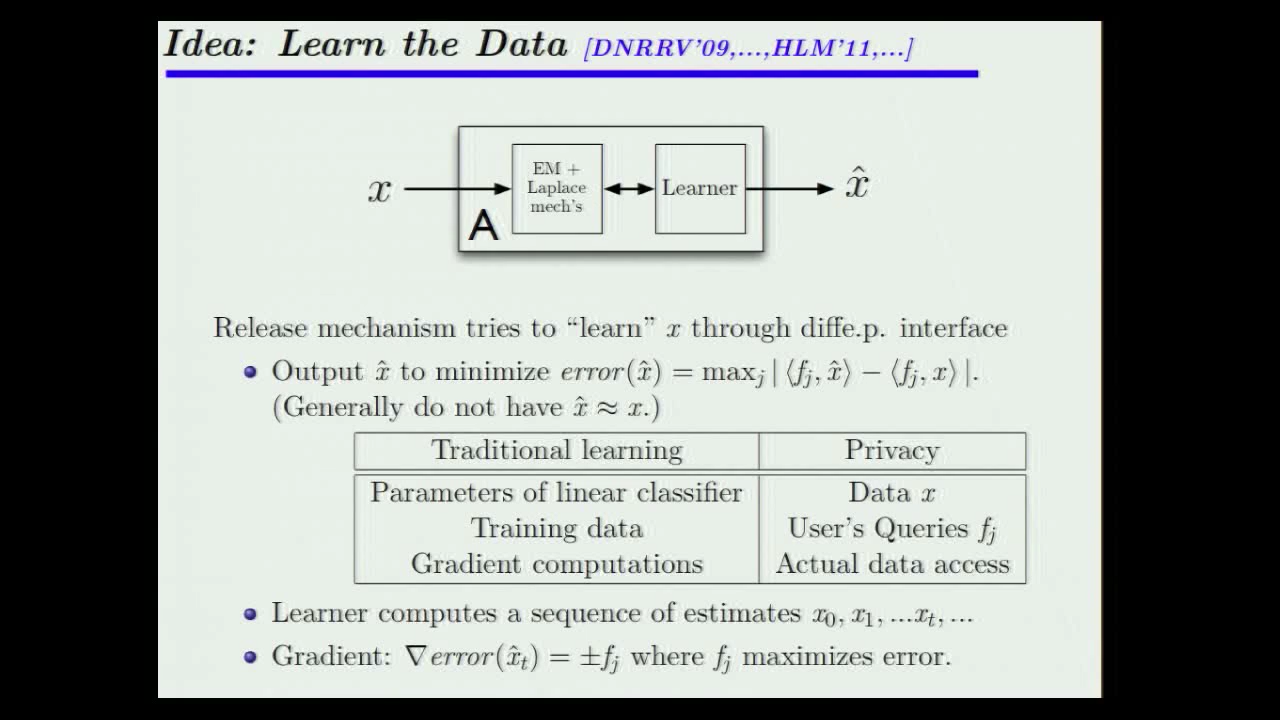 Idea: Learn the Data [DNRRV'09,...,HLM'11,...]
x
EM +
Laplace
mech's
Learner
x̂
A
Release mechanism tries to "learn" x through diffe.p. interface
Output x̂ to minimize error(x̂) = max_j | ⟨f_j, x̂⟩ − ⟨f_j, x⟩ |.
(Generally do not have x̂ ≈ x.)
Traditional learning Privacy
Parameters of linear classifier Data x
Training data User's Queries f_j
Gradient computations Actual data access
Learner computes a sequence of estimates x_0, x_1, ...x_t, ...
Gradient: ∇error(x̂_t) = ±f_j where f_j maximizes error.